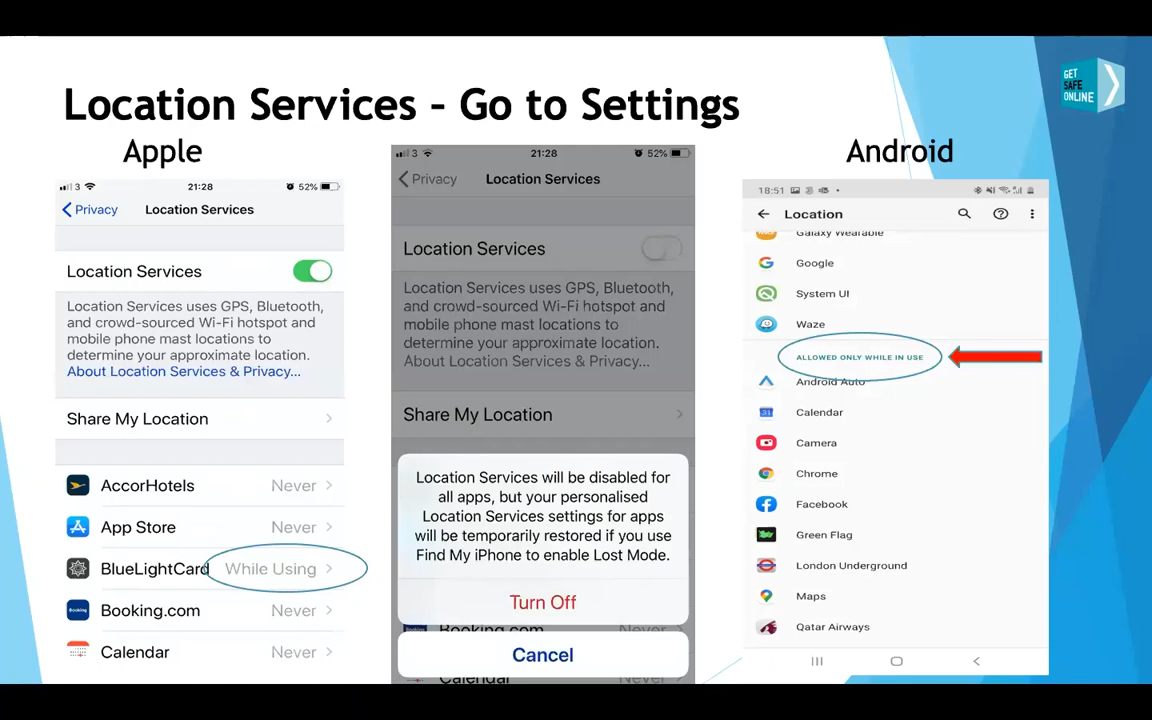 Location Services – Go to Settings
GET
SAFE
ONLINE
Apple
3
21:28
52%
Privacy
Location Services
Location Services
Location Services uses GPS, Bluetooth,
and crowd-sourced Wi-Fi hotspot and
mobile phone mast locations to
determine your approximate location.
About Location Services & Privacy...
Share My Location
AccorHotels Never
App Store Never
BlueLightCard While Using
Booking.com Never
Calendar Never
3
21:28
52%
Privacy
Location Services
Location Services
Location Services uses GPS, Bluetooth,
and crowd-sourced Wi-Fi hotspot and
mobile phone mast locations to
determine your approximate location.
About Location Services & Privacy...
Share My Location
Location Services will be disabled for
all apps, but your personalised
Location Services settings for apps
will be temporarily restored if you use
Find My iPhone to enable Lost Mode.
Turn Off
Booking.com Never
Cancel
Calendar Never
Android
18:51
Location
Galaxy Wearable
Google
System UI
Waze
ALLOWED ONLY WHILE IN USE
Android Auto
Calendar
Camera
Chrome
Facebook
Green Flag
London Underground
Maps
Qatar Airways